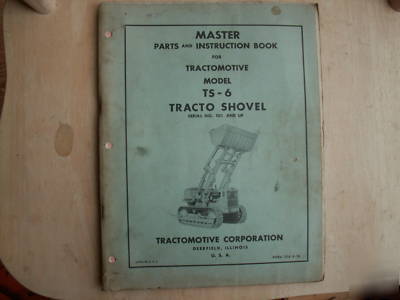 MASTER
PARTS AND INSTRUCTION BOOK
FOR
TRACTOMOTIVE
MODEL
TS-6
TRACTO SHOVEL
SERIAL NO. 101 AND UP
TRACTOMOTIVE CORPORATION
DEERFIELD, ILLINOIS
U. S. A.